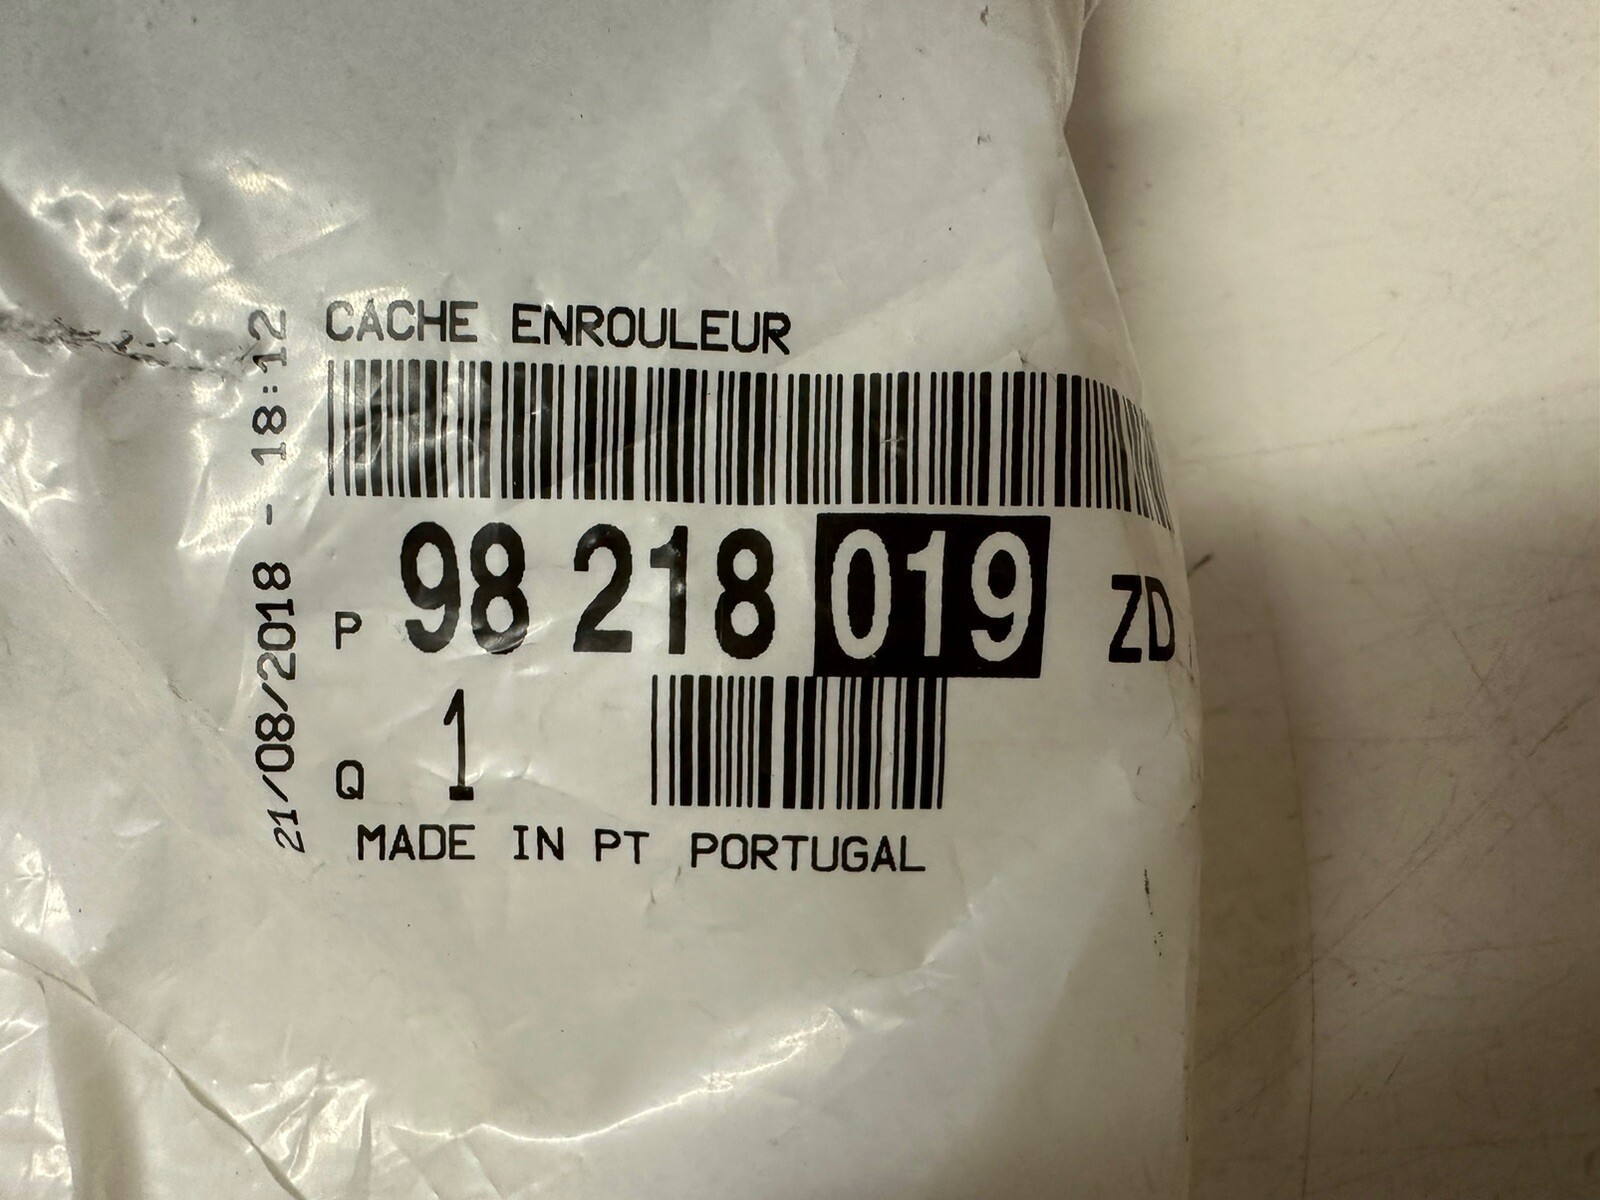 CACHE ENROULEUR
P 98 218 019 ZD
Q 1
MADE IN PT PORTUGAL
21/08/2018 - 18:12